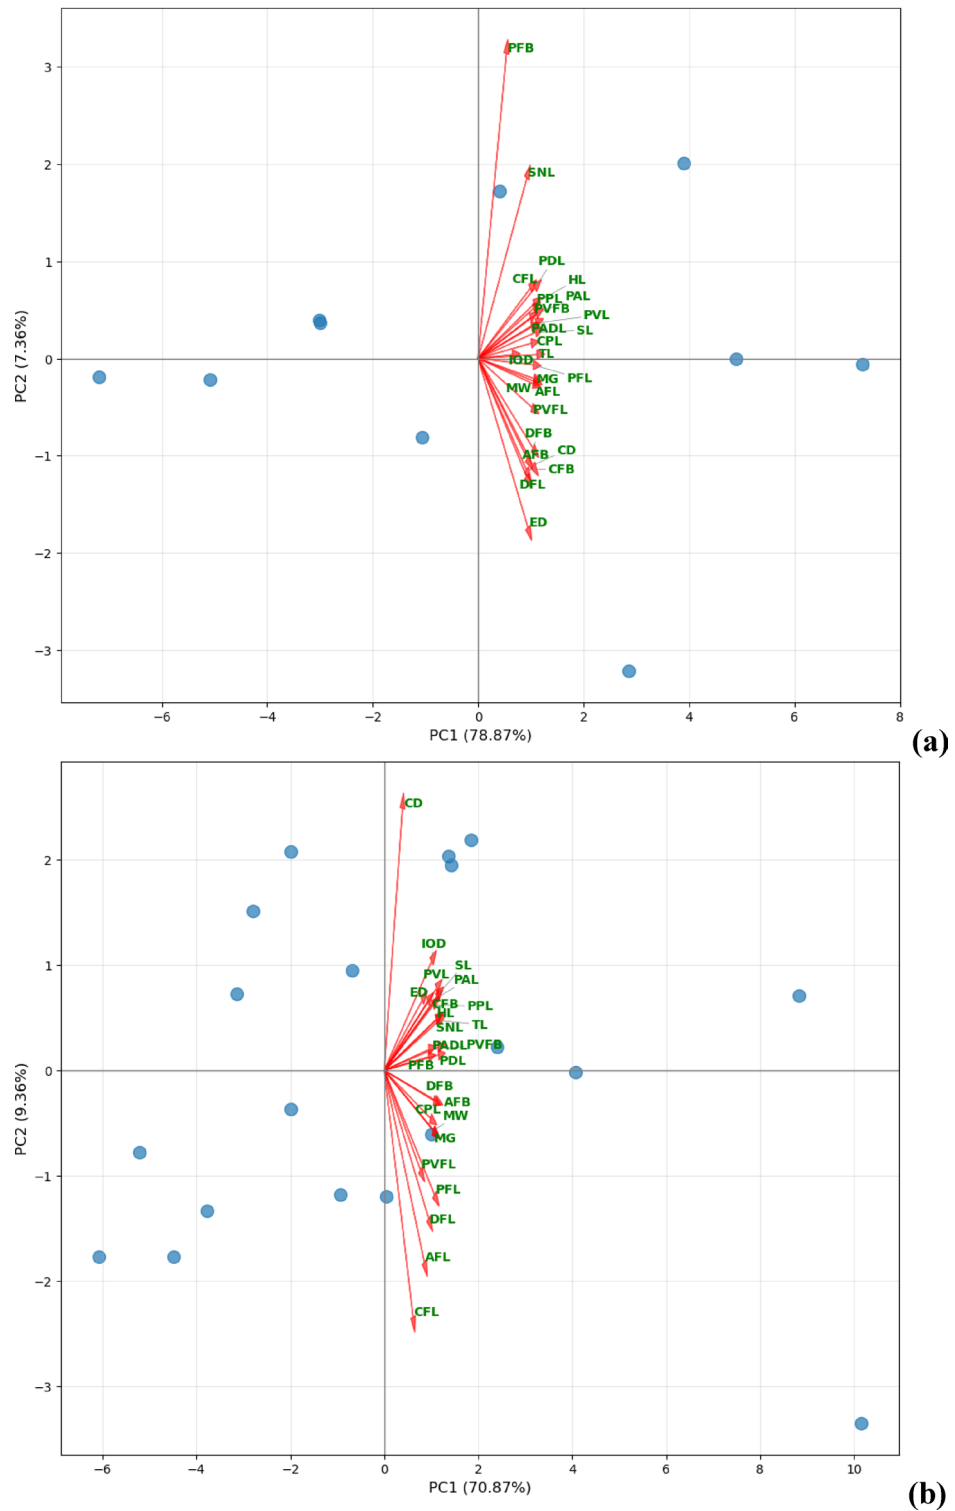 PFB
3
2
SNL
1
PDL
CFL
HL
PPL
PAL
PVFB
PVL
PADL
SL
CPL
TL
0
IOD
PFL
MG
MW
AFL
PVFL
DFB
−1
AFB
CD
CFB
DFL
ED
−2
−3
PC2 (7.36%)
−6
−4
−2
0
2
4
6
8
PC1 (78.87%)
(a)
CD
2
IOD
1
SL
PVL
PAL
ED
CFB
PPL
HL
TL
SNL
PADL
PVFB
PDL
PFB
0
DFB
AFB
CPL
MW
MG
PVFL
−1
PFL
DFL
AFL
−2
CFL
−3
PC2 (9.36%)
−6
−4
−2
0
2
4
6
8
10
PC1 (70.87%)
(b)